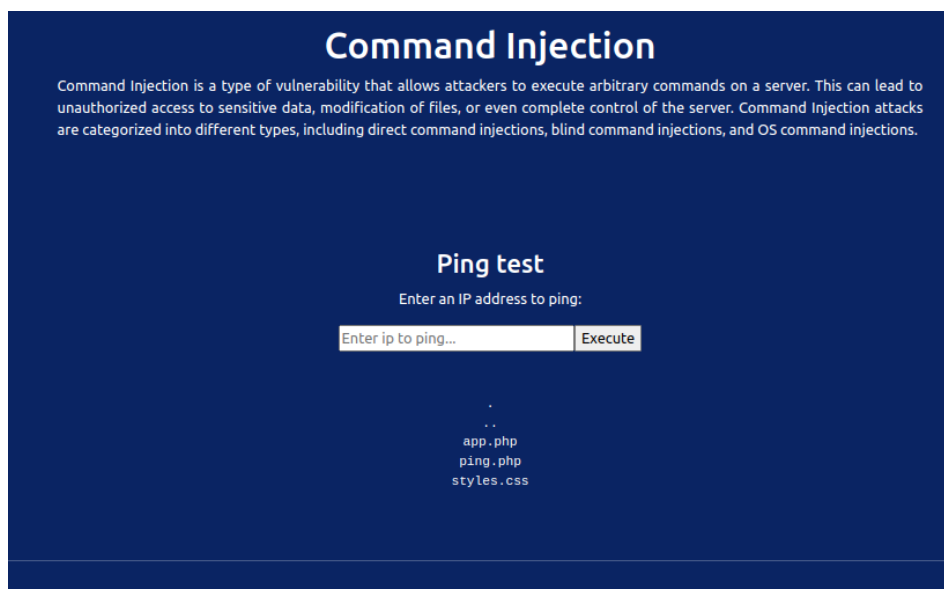 Command Injection
Command Injection is a type of vulnerability that allows attackers to execute arbitrary commands on a server. This can lead to
unauthorized access to sensitive data, modification of files, or even complete control of the server. Command Injection attacks
are categorized into different types, including direct command injections, blind command injections, and OS command injections.
Ping test
Enter an IP address to ping:
Enter ip to ping... Execute
.
..
app.php
ping.php
styles.css